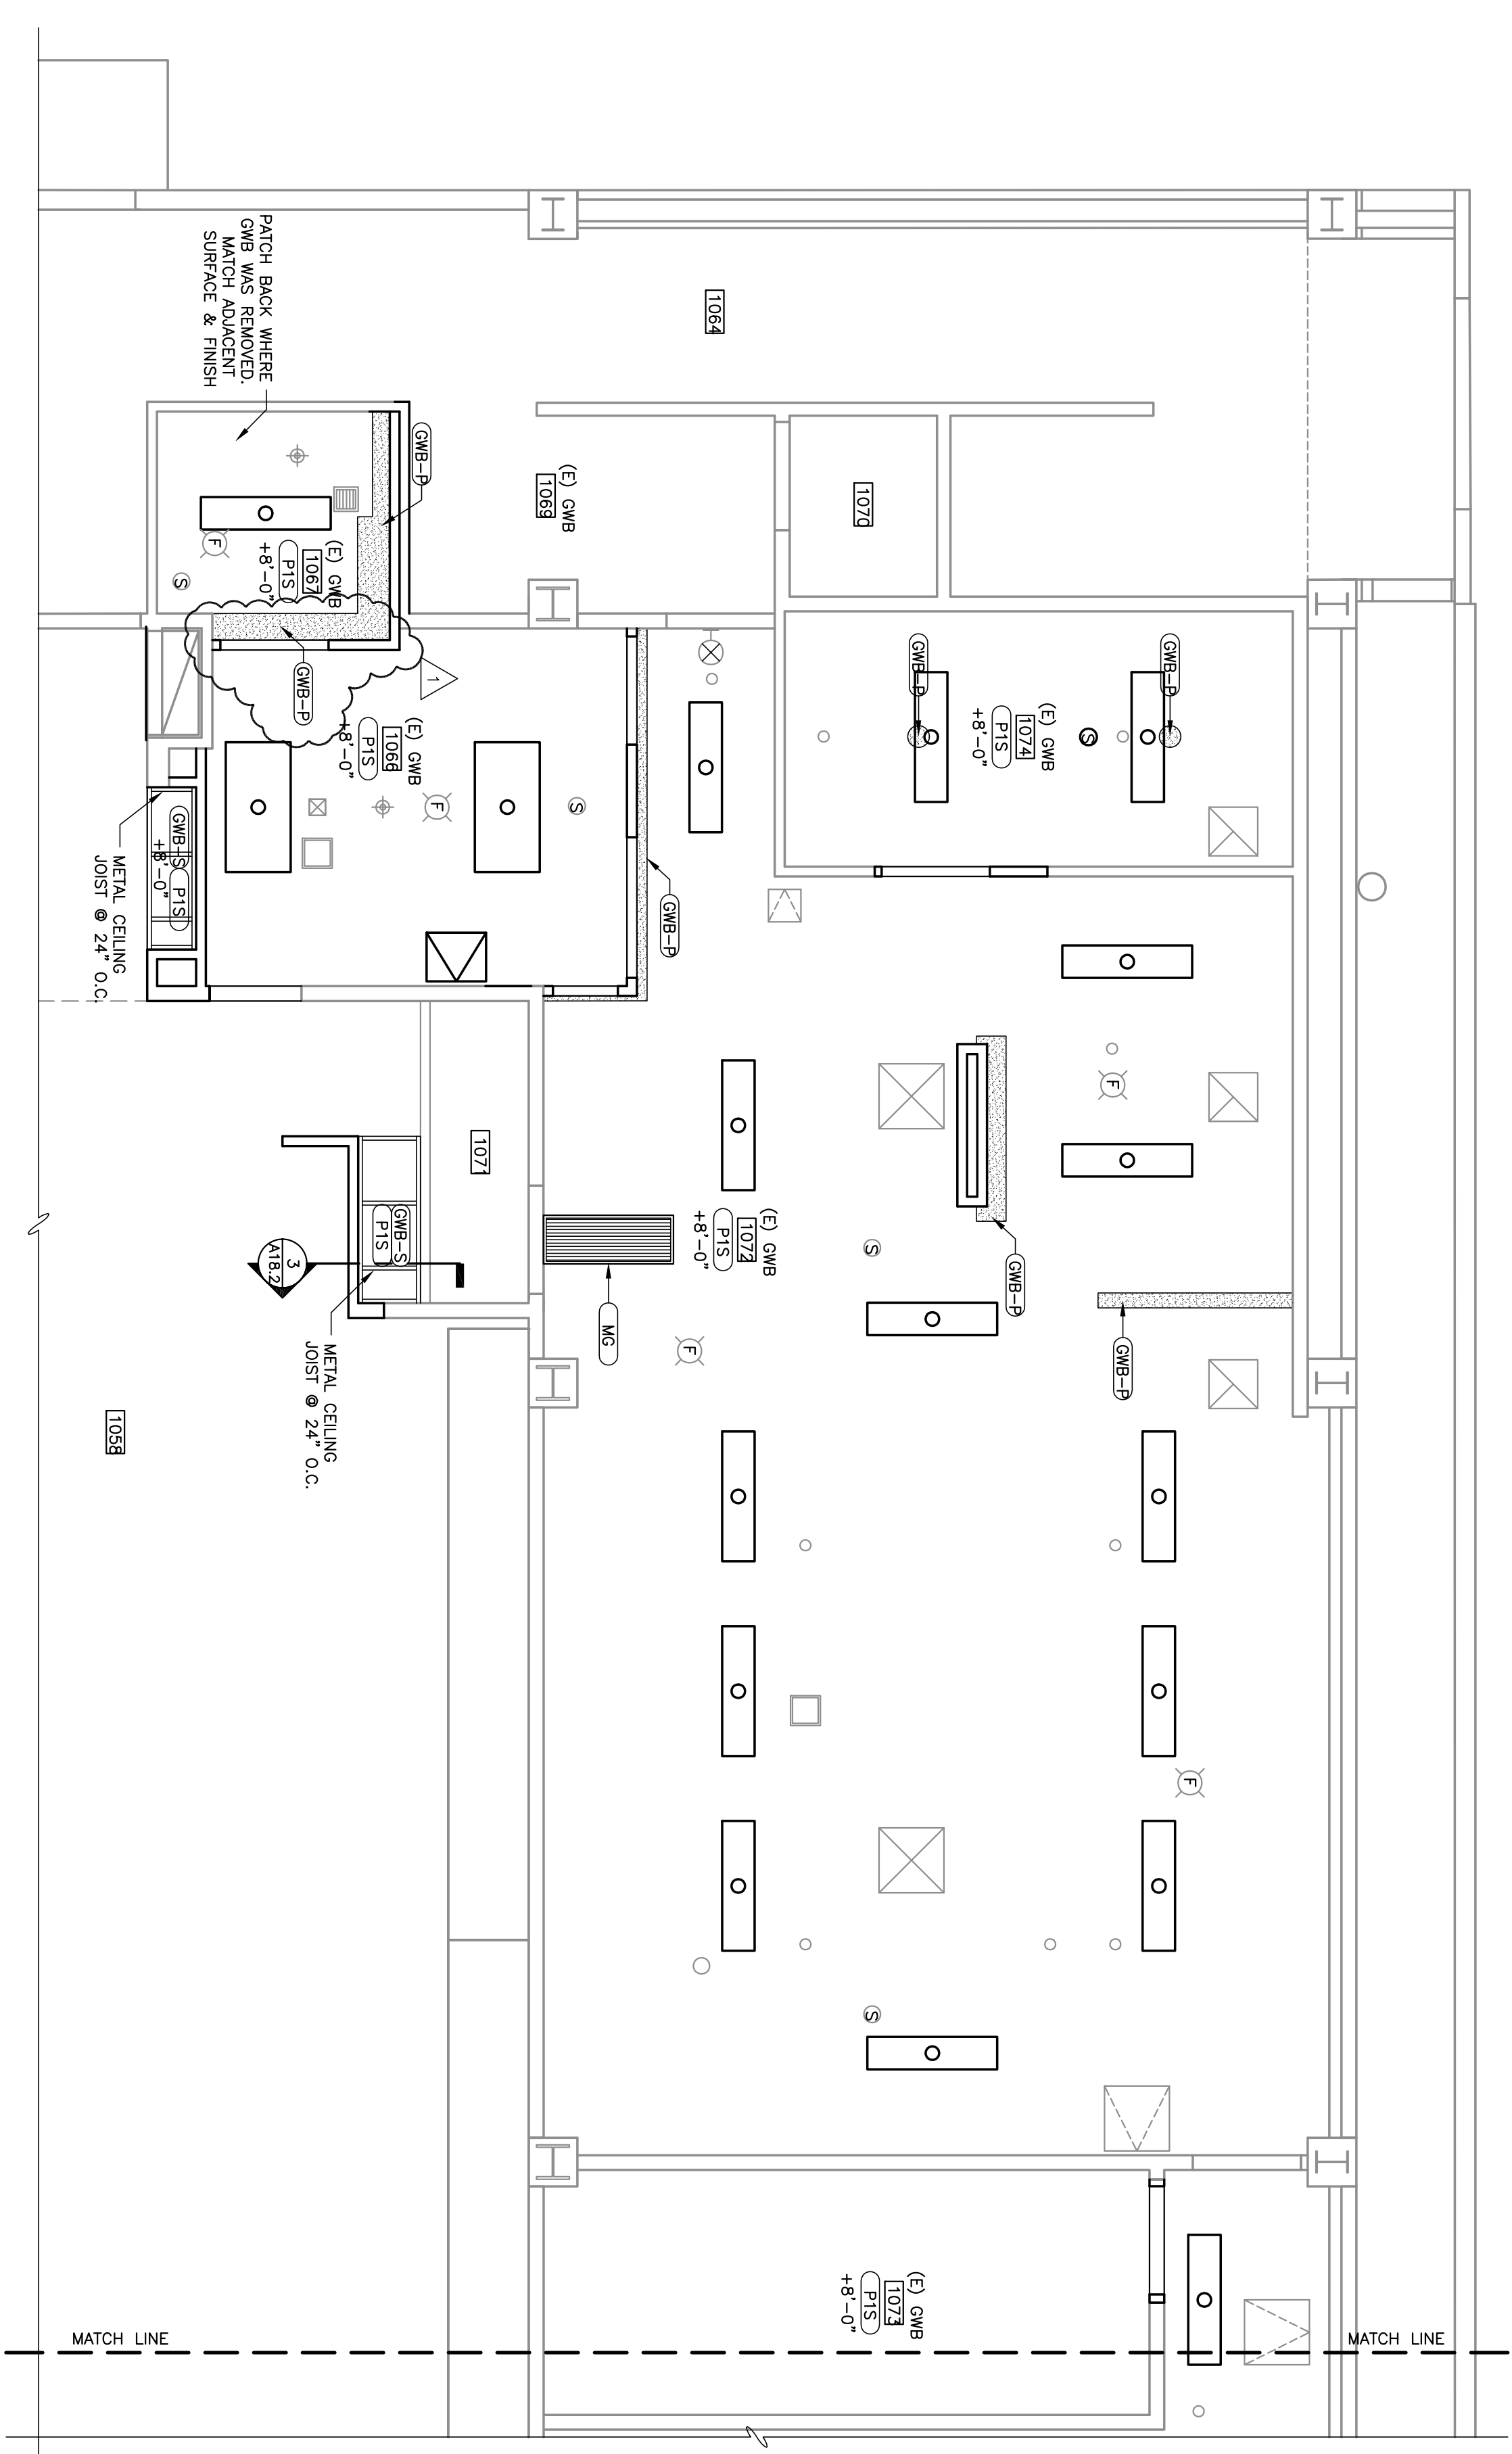 PATCH BACK WHERE
GWB WAS REMOVED.
MATCH ADJACENT
SURFACE & FINISH
1064
GWB-P
(E) GWB
1069
1070
F
S
(E) GWB
1067
P1S
+8'-0"
GWB-P
1
GWB-P
GWB-P
(E) GWB
1074
P1S
+8'-0"
S
(E) GWB
1066
P1S
+8'-0"
F
S
GWB-S
P1S
+8'-0"
METAL CEILING
JOIST @ 24" O.C.
GWB-P
F
1071
GWB-S
P1S
3
A18.2
METAL CEILING
JOIST @ 24" O.C.
(E) GWB
1072
P1S
+8'-0"
S
GWB-P
MG
F
GWB-P
1058
F
S
(E) GWB
1073
P1S
+8'-0"
MATCH LINE
MATCH LINE